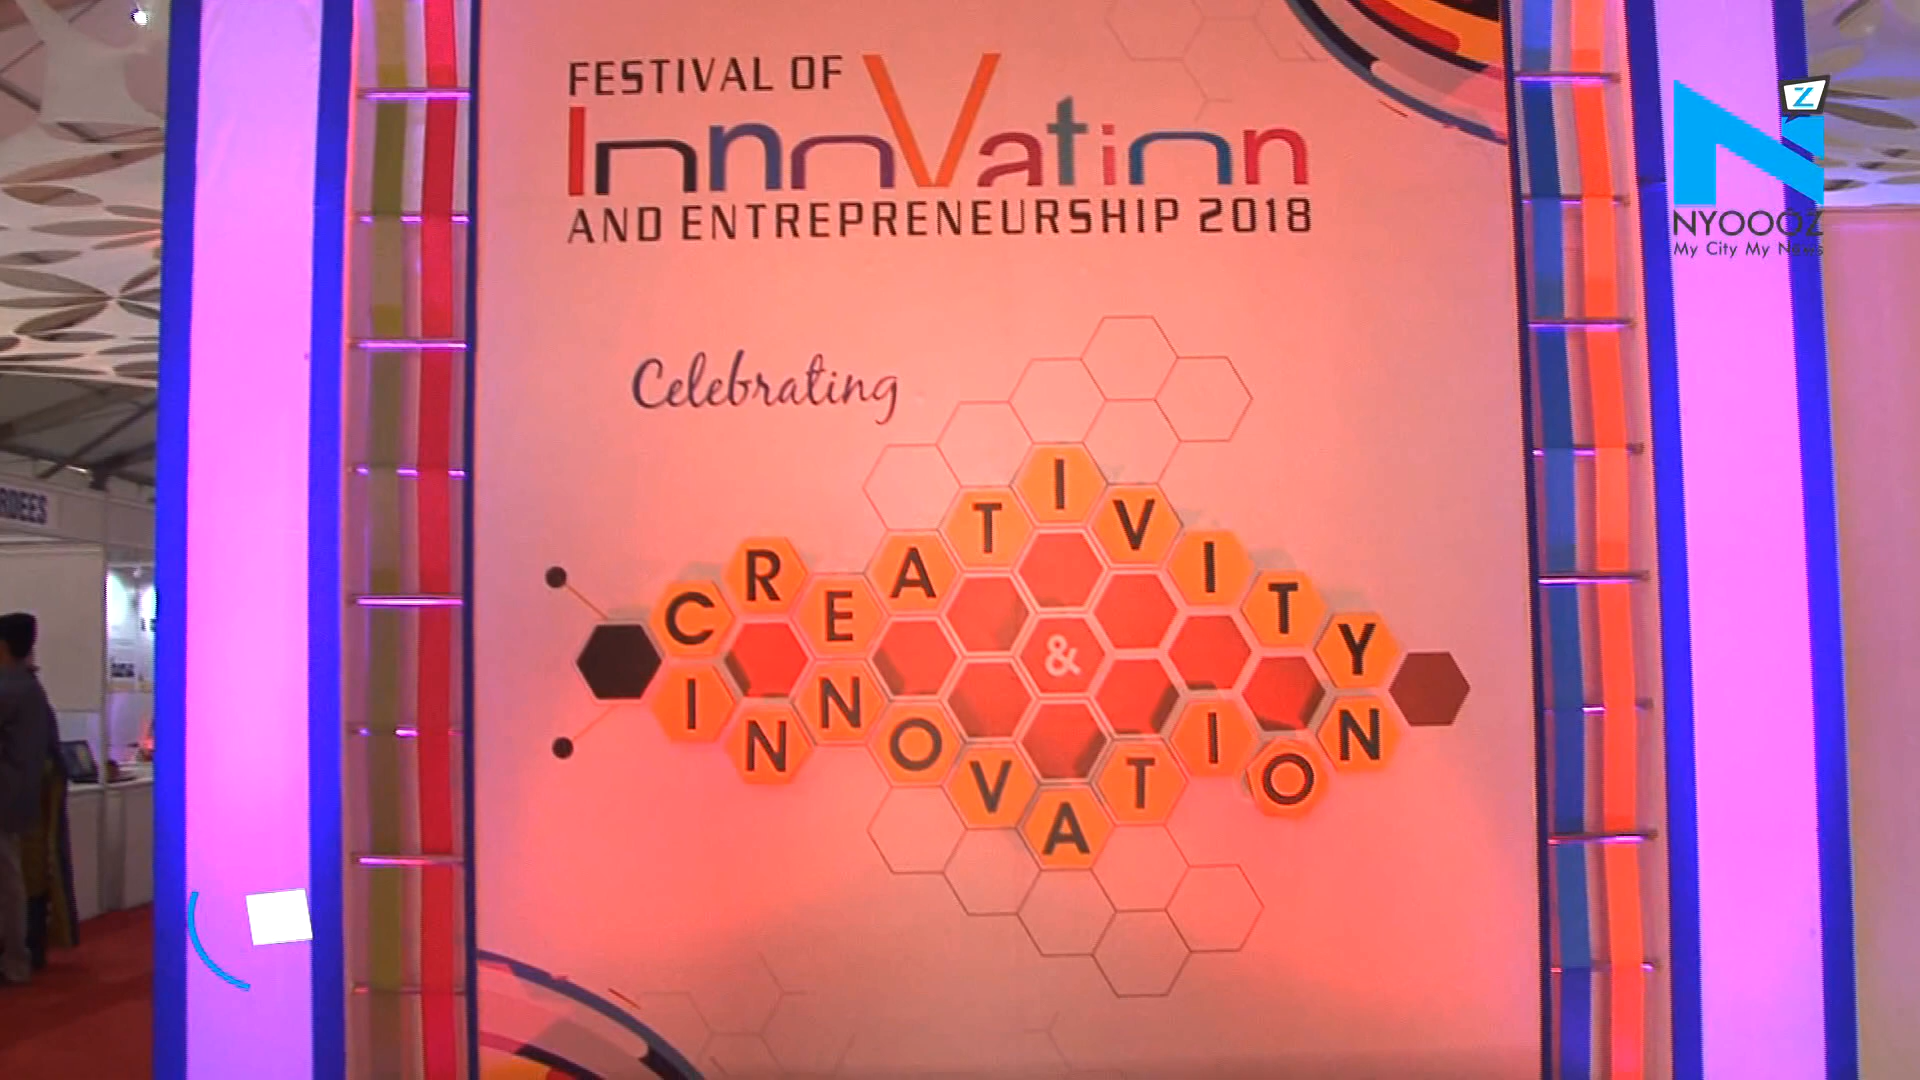 FESTIVAL OF
InnoVation
AND ENTREPRENEURSHIP 2018
Celebrating
CREATIVITY
&
INNOVATION
Z
NYOOOZ
My City My News